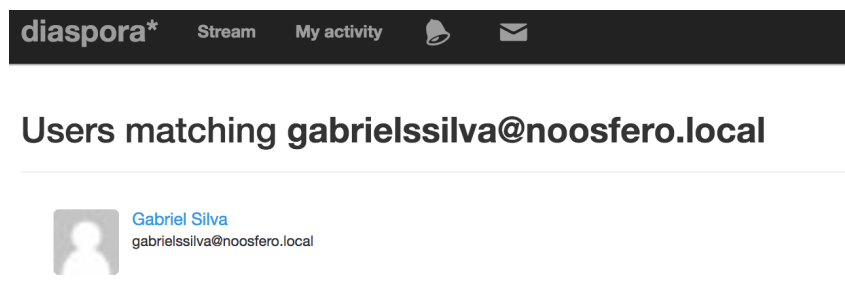 diaspora* Stream My activity
Users matching gabrielssilva@noosfero.local
Gabriel Silva
gabrielssilva@noosfero.local